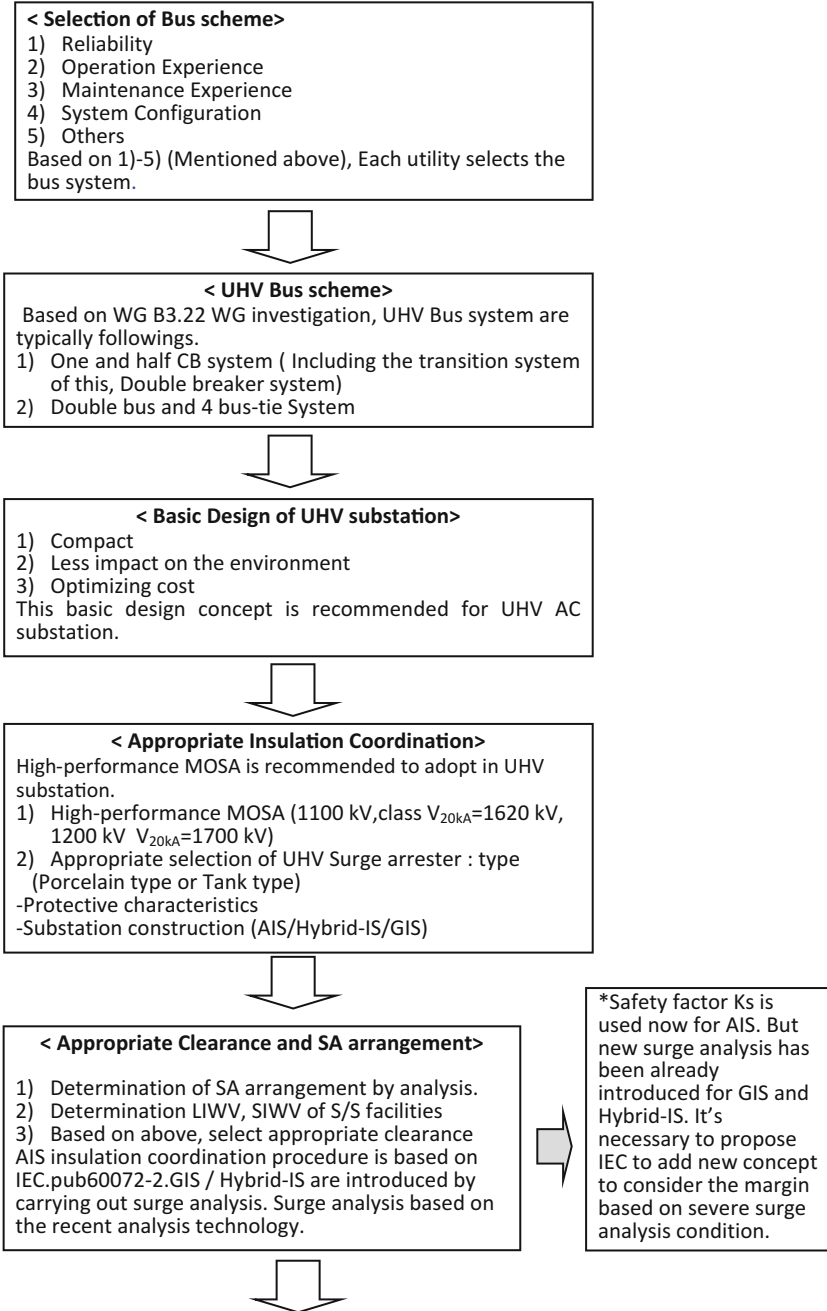 < Selection of Bus scheme>
1) Reliability
2) Operation Experience
3) Maintenance Experience
4) System Configuration
5) Others
Based on 1)-5) (Mentioned above), Each utility selects the
bus system.
< UHV Bus scheme>
Based on WG B3.22 WG investigation, UHV Bus system are
typically followings.
1) One and half CB system ( Including the transition system
of this, Double breaker system)
2) Double bus and 4 bus-tie System
< Basic Design of UHV substation>
1) Compact
2) Less impact on the environment
3) Optimizing cost
This basic design concept is recommended for UHV AC
substation.
< Appropriate Insulation Coordination>
High-performance MOSA is recommended to adopt in UHV
substation.
1) High-performance MOSA (1100 kV,class V20kA=1620 kV,
1200 kV V20kA=1700 kV)
2) Appropriate selection of UHV Surge arrester : type
(Porcelain type or Tank type)
-Protective characteristics
-Substation construction (AIS/Hybrid-IS/GIS)
< Appropriate Clearance and SA arrangement>
1) Determination of SA arrangement by analysis.
2) Determination LIWV, SIWV of S/S facilities
3) Based on above, select appropriate clearance
AIS insulation coordination procedure is based on
IEC.pub60072-2.GIS / Hybrid-IS are introduced by
carrying out surge analysis. Surge analysis based on
the recent analysis technology.
*Safety factor Ks is
used now for AIS. But
new surge analysis has
been already
introduced for GIS and
Hybrid-IS. It's
necessary to propose
IEC to add new concept
to consider the margin
based on severe surge
analysis condition.